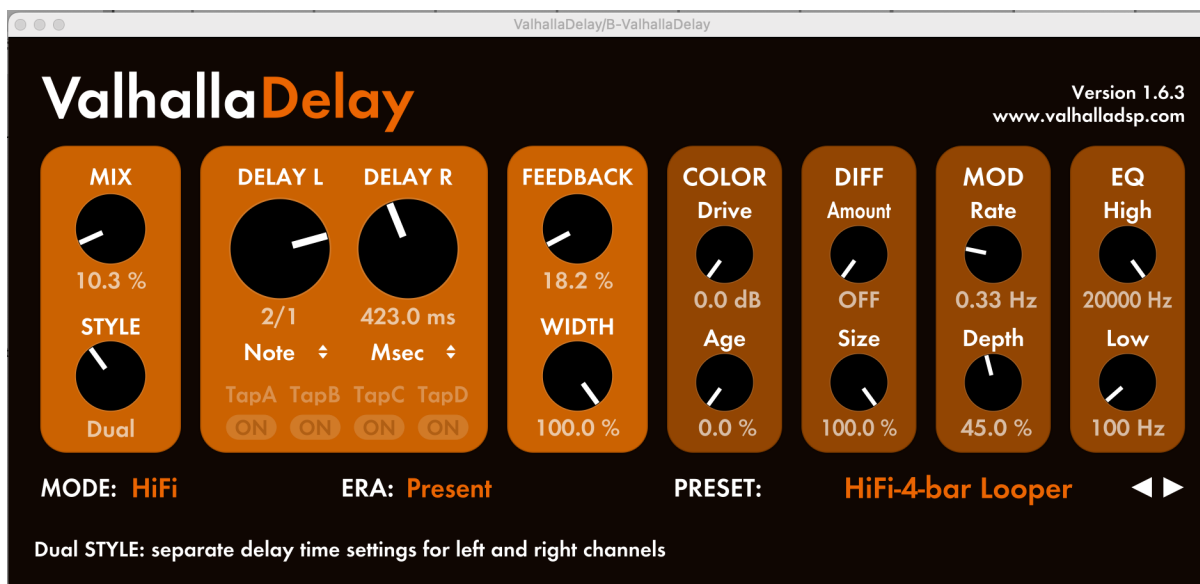 ValhallaDelay/B-ValhallaDelay
ValhallaDelay
Version 1.6.3
www.valhalladsp.com
MIX
10.3 %
STYLE
Dual
DELAY L DELAY R
2/1 423.0 ms
Note Msec
TapA TapB TapC TapD
ON ON ON ON
FEEDBACK
18.2 %
WIDTH
100.0 %
COLOR
Drive
0.0 dB
Age
0.0 %
DIFF
Amount
OFF
Size
100.0 %
MOD
Rate
0.33 Hz
Depth
45.0 %
EQ
High
20000 Hz
Low
100 Hz
MODE: HiFi ERA: Present PRESET: HiFi-4-bar Looper
Dual STYLE: separate delay time settings for left and right channels